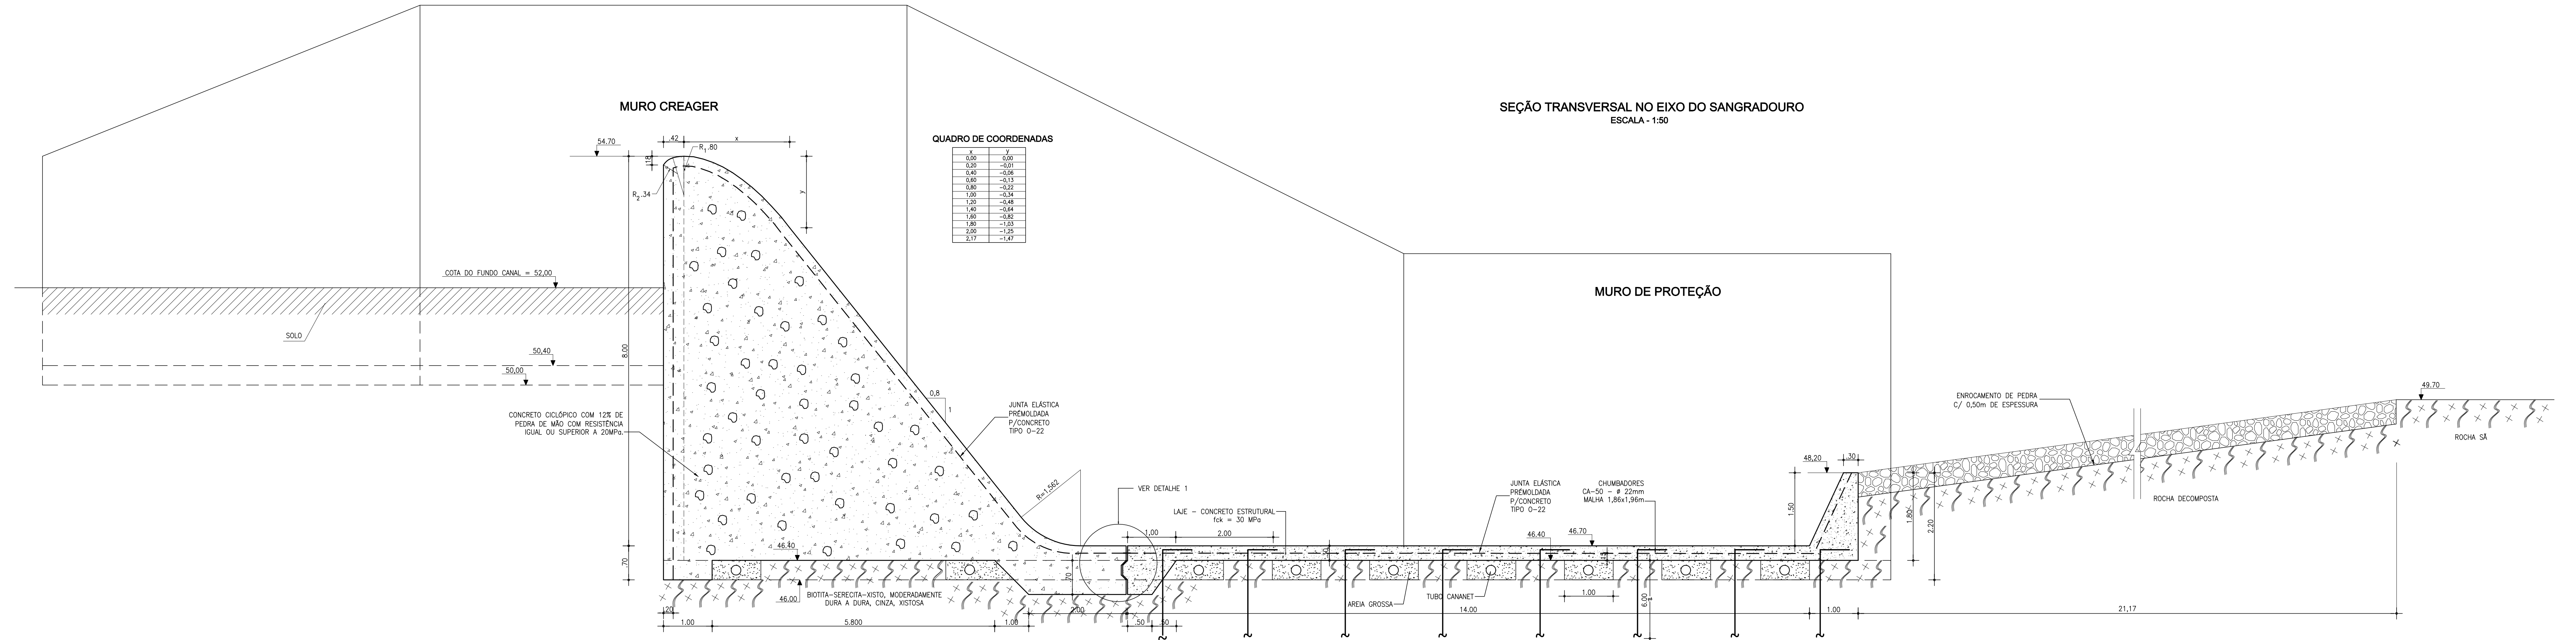 MURO CREAGER
SEÇÃO TRANSVERSAL NO EIXO DO SANGRADOURO
ESCALA - 1:50
QUADRO DE COORDENADAS
x y
0,00 0,00
0,20 -0,01
0,40 -0,06
0,60 -0,13
0,80 -0,22
1,00 -0,34
1,20 -0,48
1,40 -0,64
1,60 -0,82
1,80 -1,03
2,00 -1,25
2,17 -1,47
54.70
.42
x
R1.80
.18
R2.34
y
COTA DO FUNDO CANAL = 52,00
SOLO
50,40
50,00
8.00
.70
CONCRETO CICLÓPICO COM 12% DE
PEDRA DE MÃO COM RESISTÊNCIA
IGUAL OU SUPERIOR A 20MPa.
0,8
1
JUNTA ELÁSTICA
PRÉMOLDADA
P/CONCRETO
TIPO O-22
R=1,562
VER DETALHE 1
LAJE - CONCRETO ESTRUTURAL
fck = 30 MPa
1,00
2.00
MURO DE PROTEÇÃO
JUNTA ELÁSTICA
PRÉMOLDADA
P/CONCRETO
TIPO O-22
CHUMBADORES
CA-50 - Ø 22mm
MALHA 1,86x1,96m
46.40
46.70
48,20
.30
1,50
1.80
2.20
ENROCAMENTO DE PEDRA
C/ 0,50m DE ESPESSURA
49.70
ROCHA SÃ
ROCHA DECOMPOSTA
46,40
46.00
BIOTITA-SERECITA-XISTO, MODERADAMENTE
DURA A DURA, CINZA, XISTOSA
.70
AREIA GROSSA
TUBO CANANET
1.00
6.00
.20
2.00
14.00
1.00
21,17
1.00
5.800
1.00
.50
.50